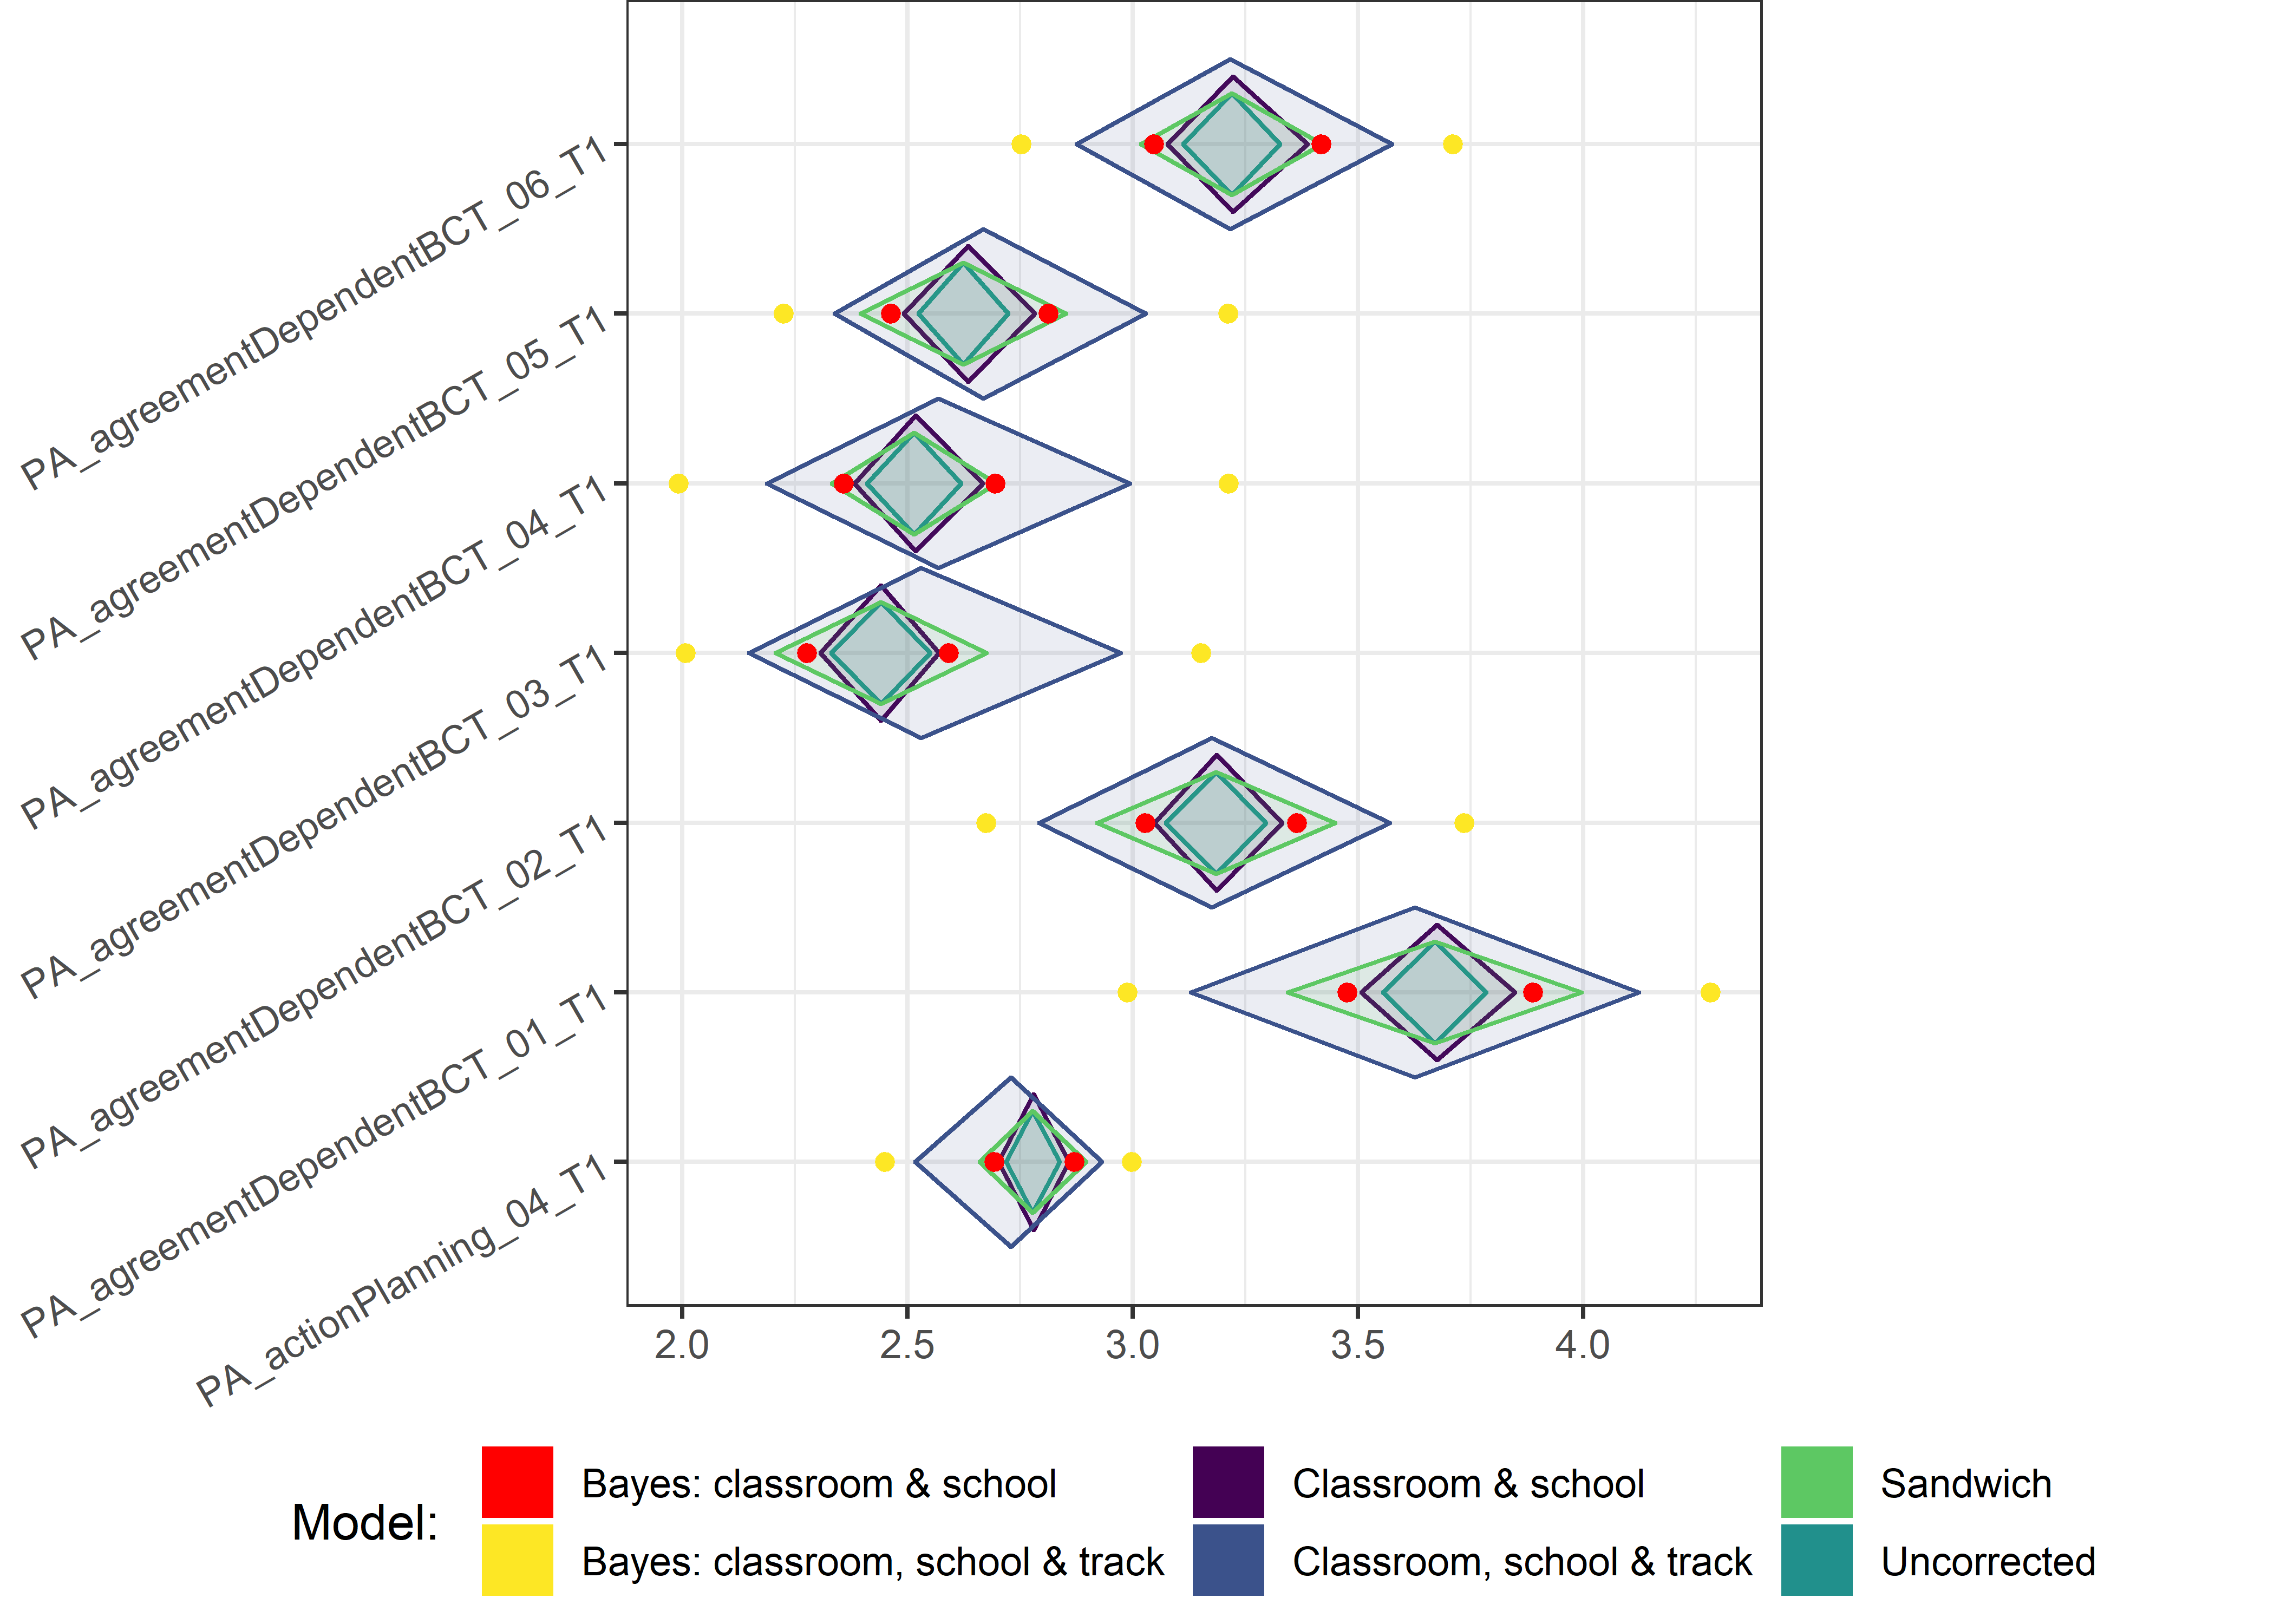 PA_agreementDependentBCT_06_T1
PA_agreementDependentBCT_05_T1
PA_agreementDependentBCT_04_T1
PA_agreementDependentBCT_03_T1
PA_agreementDependentBCT_02_T1
PA_agreementDependentBCT_01_T1
PA_actionPlanning_04_T1
2.0 2.5 3.0 3.5 4.0
Model:
Bayes: classroom & school
Bayes: classroom, school & track
Classroom & school
Classroom, school & track
Sandwich
Uncorrected